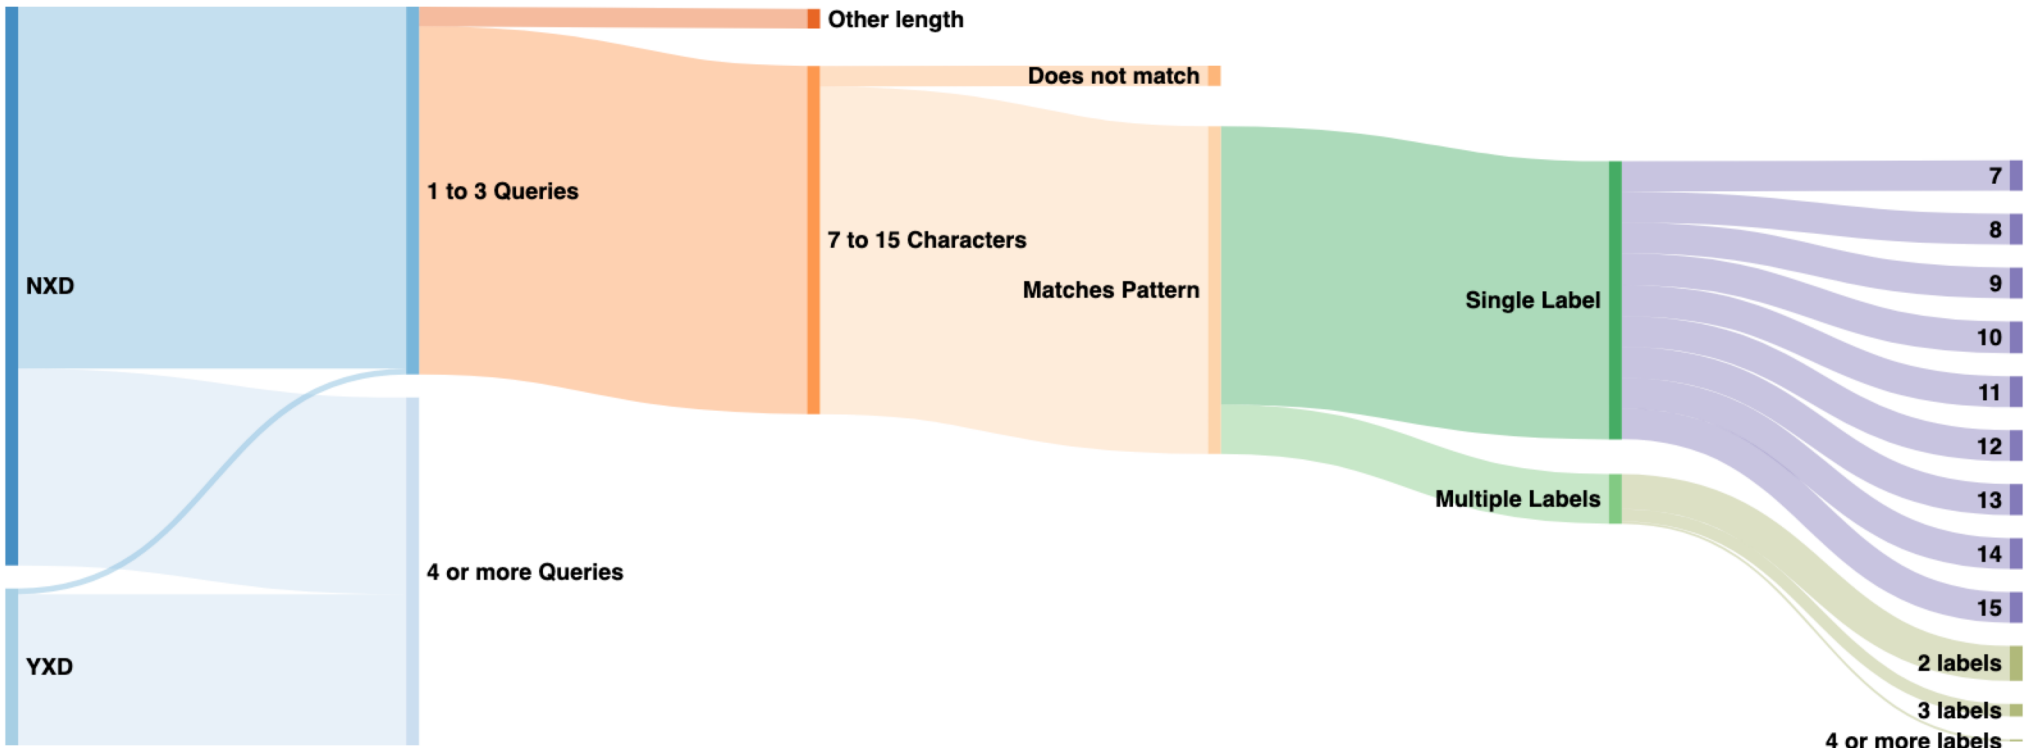 Other length
Does not match
1 to 3 Queries
7 to 15 Characters
NXD
Matches Pattern
Single Label
7
8
9
10
11
12
13
14
15
Multiple Labels
4 or more Queries
YXD
2 labels
3 labels
4 or more labels